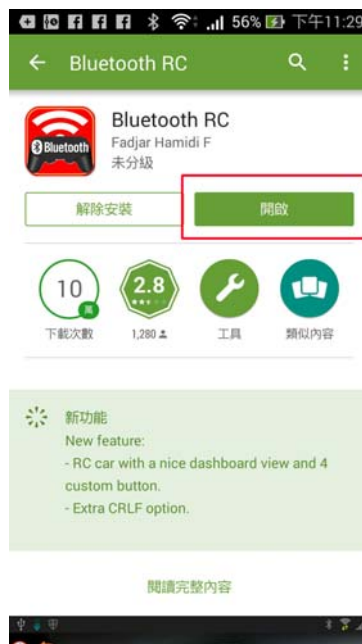 56% 下午11:29
Bluetooth RC
Bluetooth
Bluetooth RC
Fadjar Hamidi F
未分級
解除安裝
開啟
10
萬
2.8
下載次數
1,280
工具
類似內容
新功能
New feature:
- RC car with a nice dashboard view and 4
custom button.
- Extra CRLF option.
閱讀完整內容